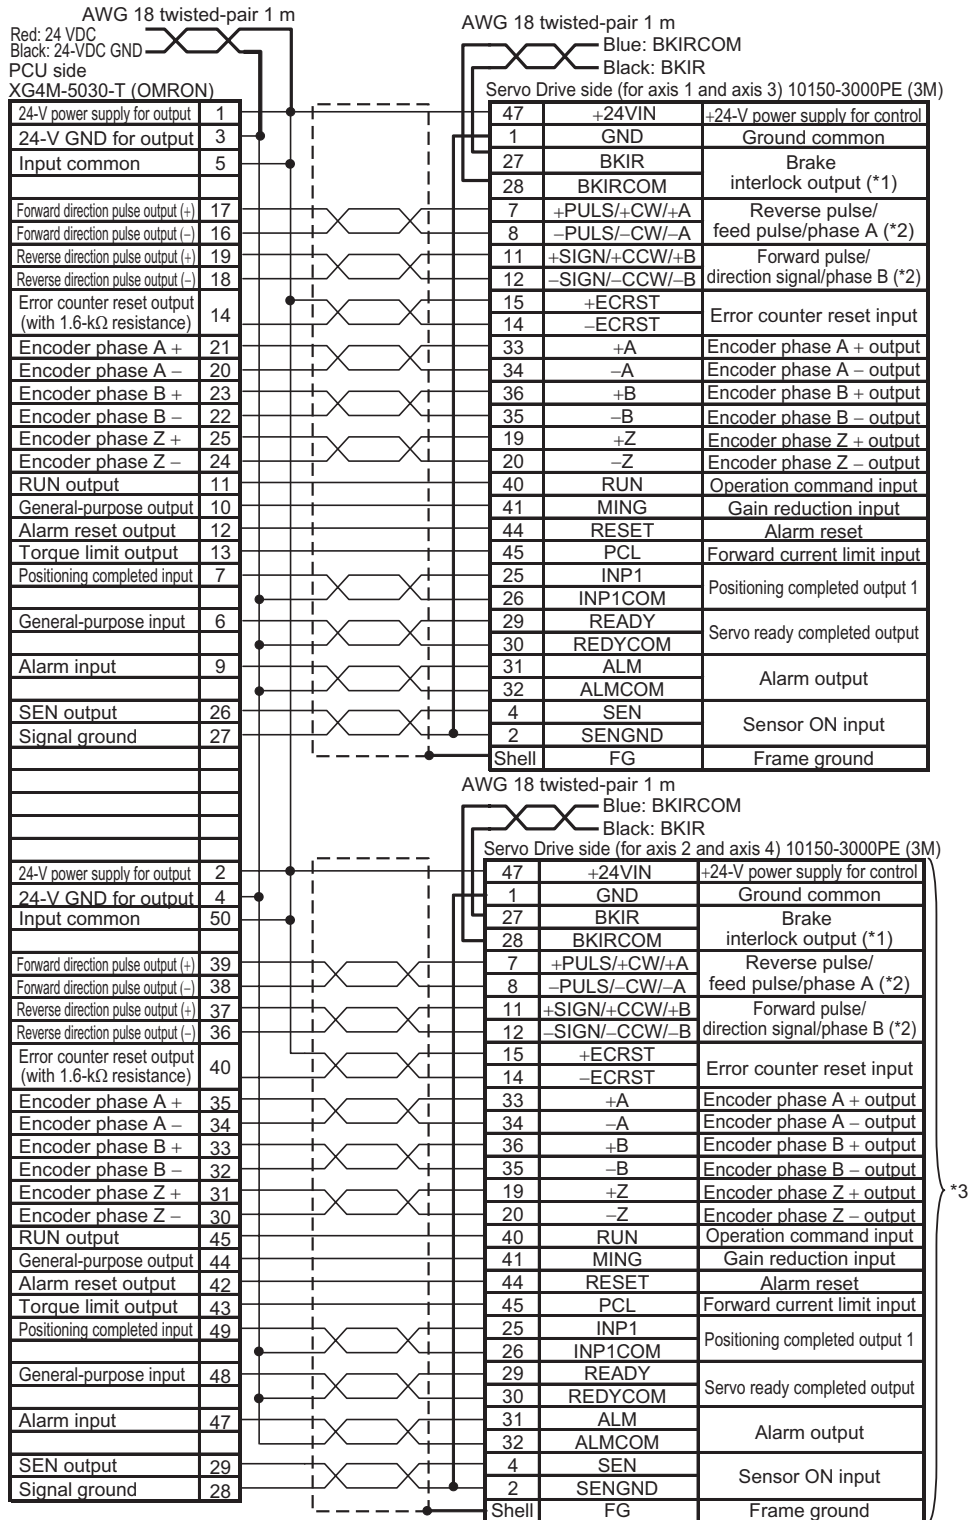 AWG 18 twisted-pair 1 m
Red: 24 VDC
Black: 24-VDC GND
PCU side
XG4M-5030-T (OMRON)
AWG 18 twisted-pair 1 m
Blue: BKIRCOM
Black: BKIR
Servo Drive side (for axis 1 and axis 3) 10150-3000PE (3M)
24-V power supply for output 1
24-V GND for output 3
Input common 5
Forward direction pulse output (+) 17
Forward direction pulse output (−) 16
Reverse direction pulse output (+) 19
Reverse direction pulse output (−) 18
Error counter reset output
(with 1.6-kΩ resistance) 14
Encoder phase A + 21
Encoder phase A − 20
Encoder phase B + 23
Encoder phase B − 22
Encoder phase Z + 25
Encoder phase Z − 24
RUN output 11
General-purpose output 10
Alarm reset output 12
Torque limit output 13
Positioning completed input 7
General-purpose input 6
Alarm input 9
SEN output 26
Signal ground 27
47 +24VIN +24-V power supply for control
1 GND Ground common
27 BKIR Brake
28 BKIRCOM interlock output (*1)
7 +PULS/+CW/+A Reverse pulse/
8 −PULS/−CW/−A feed pulse/phase A (*2)
11 +SIGN/+CCW/+B Forward pulse/
12 −SIGN/−CCW/−B direction signal/phase B (*2)
15 +ECRST
14 −ECRST
Error counter reset input
33 +A Encoder phase A + output
34 −A Encoder phase A − output
36 +B Encoder phase B + output
35 −B Encoder phase B − output
19 +Z Encoder phase Z + output
20 −Z Encoder phase Z − output
40 RUN Operation command input
41 MING Gain reduction input
44 RESET Alarm reset
45 PCL Forward current limit input
25 INP1
26 INP1COM
Positioning completed output 1
29 READY
30 REDYCOM
Servo ready completed output
31 ALM
32 ALMCOM
Alarm output
4 SEN
2 SENGND
Sensor ON input
Shell FG Frame ground
AWG 18 twisted-pair 1 m
Blue: BKIRCOM
Black: BKIR
Servo Drive side (for axis 2 and axis 4) 10150-3000PE (3M)
24-V power supply for output 2
24-V GND for output 4
Input common 50
Forward direction pulse output (+) 39
Forward direction pulse output (−) 38
Reverse direction pulse output (+) 37
Reverse direction pulse output (−) 36
Error counter reset output
(with 1.6-kΩ resistance) 40
Encoder phase A + 35
Encoder phase A − 34
Encoder phase B + 33
Encoder phase B − 32
Encoder phase Z + 31
Encoder phase Z − 30
RUN output 45
General-purpose output 44
Alarm reset output 42
Torque limit output 43
Positioning completed input 49
General-purpose input 48
Alarm input 47
SEN output 29
Signal ground 28
47 +24VIN +24-V power supply for control
1 GND Ground common
27 BKIR Brake
28 BKIRCOM interlock output (*1)
7 +PULS/+CW/+A Reverse pulse/
8 −PULS/−CW/−A feed pulse/phase A (*2)
11 +SIGN/+CCW/+B Forward pulse/
12 −SIGN/−CCW/−B direction signal/phase B (*2)
15 +ECRST
14 −ECRST
Error counter reset input
33 +A Encoder phase A + output
34 −A Encoder phase A − output
36 +B Encoder phase B + output
35 −B Encoder phase B − output
19 +Z Encoder phase Z + output
20 −Z Encoder phase Z − output
40 RUN Operation command input
41 MING Gain reduction input
44 RESET Alarm reset
45 PCL Forward current limit input
25 INP1
26 INP1COM
Positioning completed output 1
29 READY
30 REDYCOM
Servo ready completed output
31 ALM
32 ALMCOM
Alarm output
4 SEN
2 SENGND
Sensor ON input
Shell FG Frame ground
*3